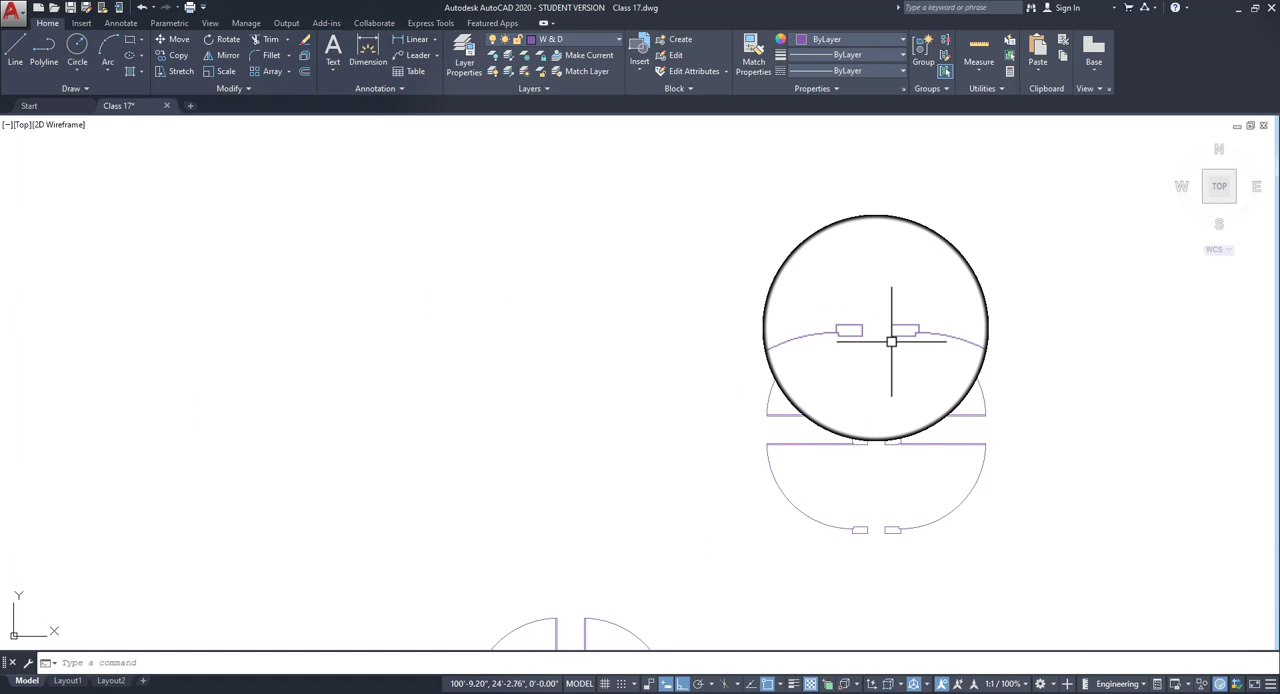 Autodesk AutoCAD 2020 - STUDENT VERSION Class 17.dwg
Type a keyword or phrase
Sign In
Home Insert Annotate Parametric View Manage Output Add-ins Collaborate Express Tools Featured Apps
Line
Polyline
Circle
Arc
Move
Copy
Stretch
Rotate
Mirror
Scale
Trim
Fillet
Array
Text
Dimension
Linear
Leader
Table
Layer
Properties
W & D
Make Current
Match Layer
Insert
Create
Edit
Edit Attributes
Match
Properties
ByLayer
ByLayer
ByLayer
Group
Measure
Paste
Base
Draw
Modify
Annotation
Layers
Block
Properties
Groups
Utilities
Clipboard
View
Start
Class 17*
[−][Top][2D Wireframe]
N
W
TOP
E
S
WCS
Y
X
Type a command
Model Layout1 Layout2
100'-9.20", 24'-2.76", 0'-0.00"
MODEL
1:1 / 100%
Engineering